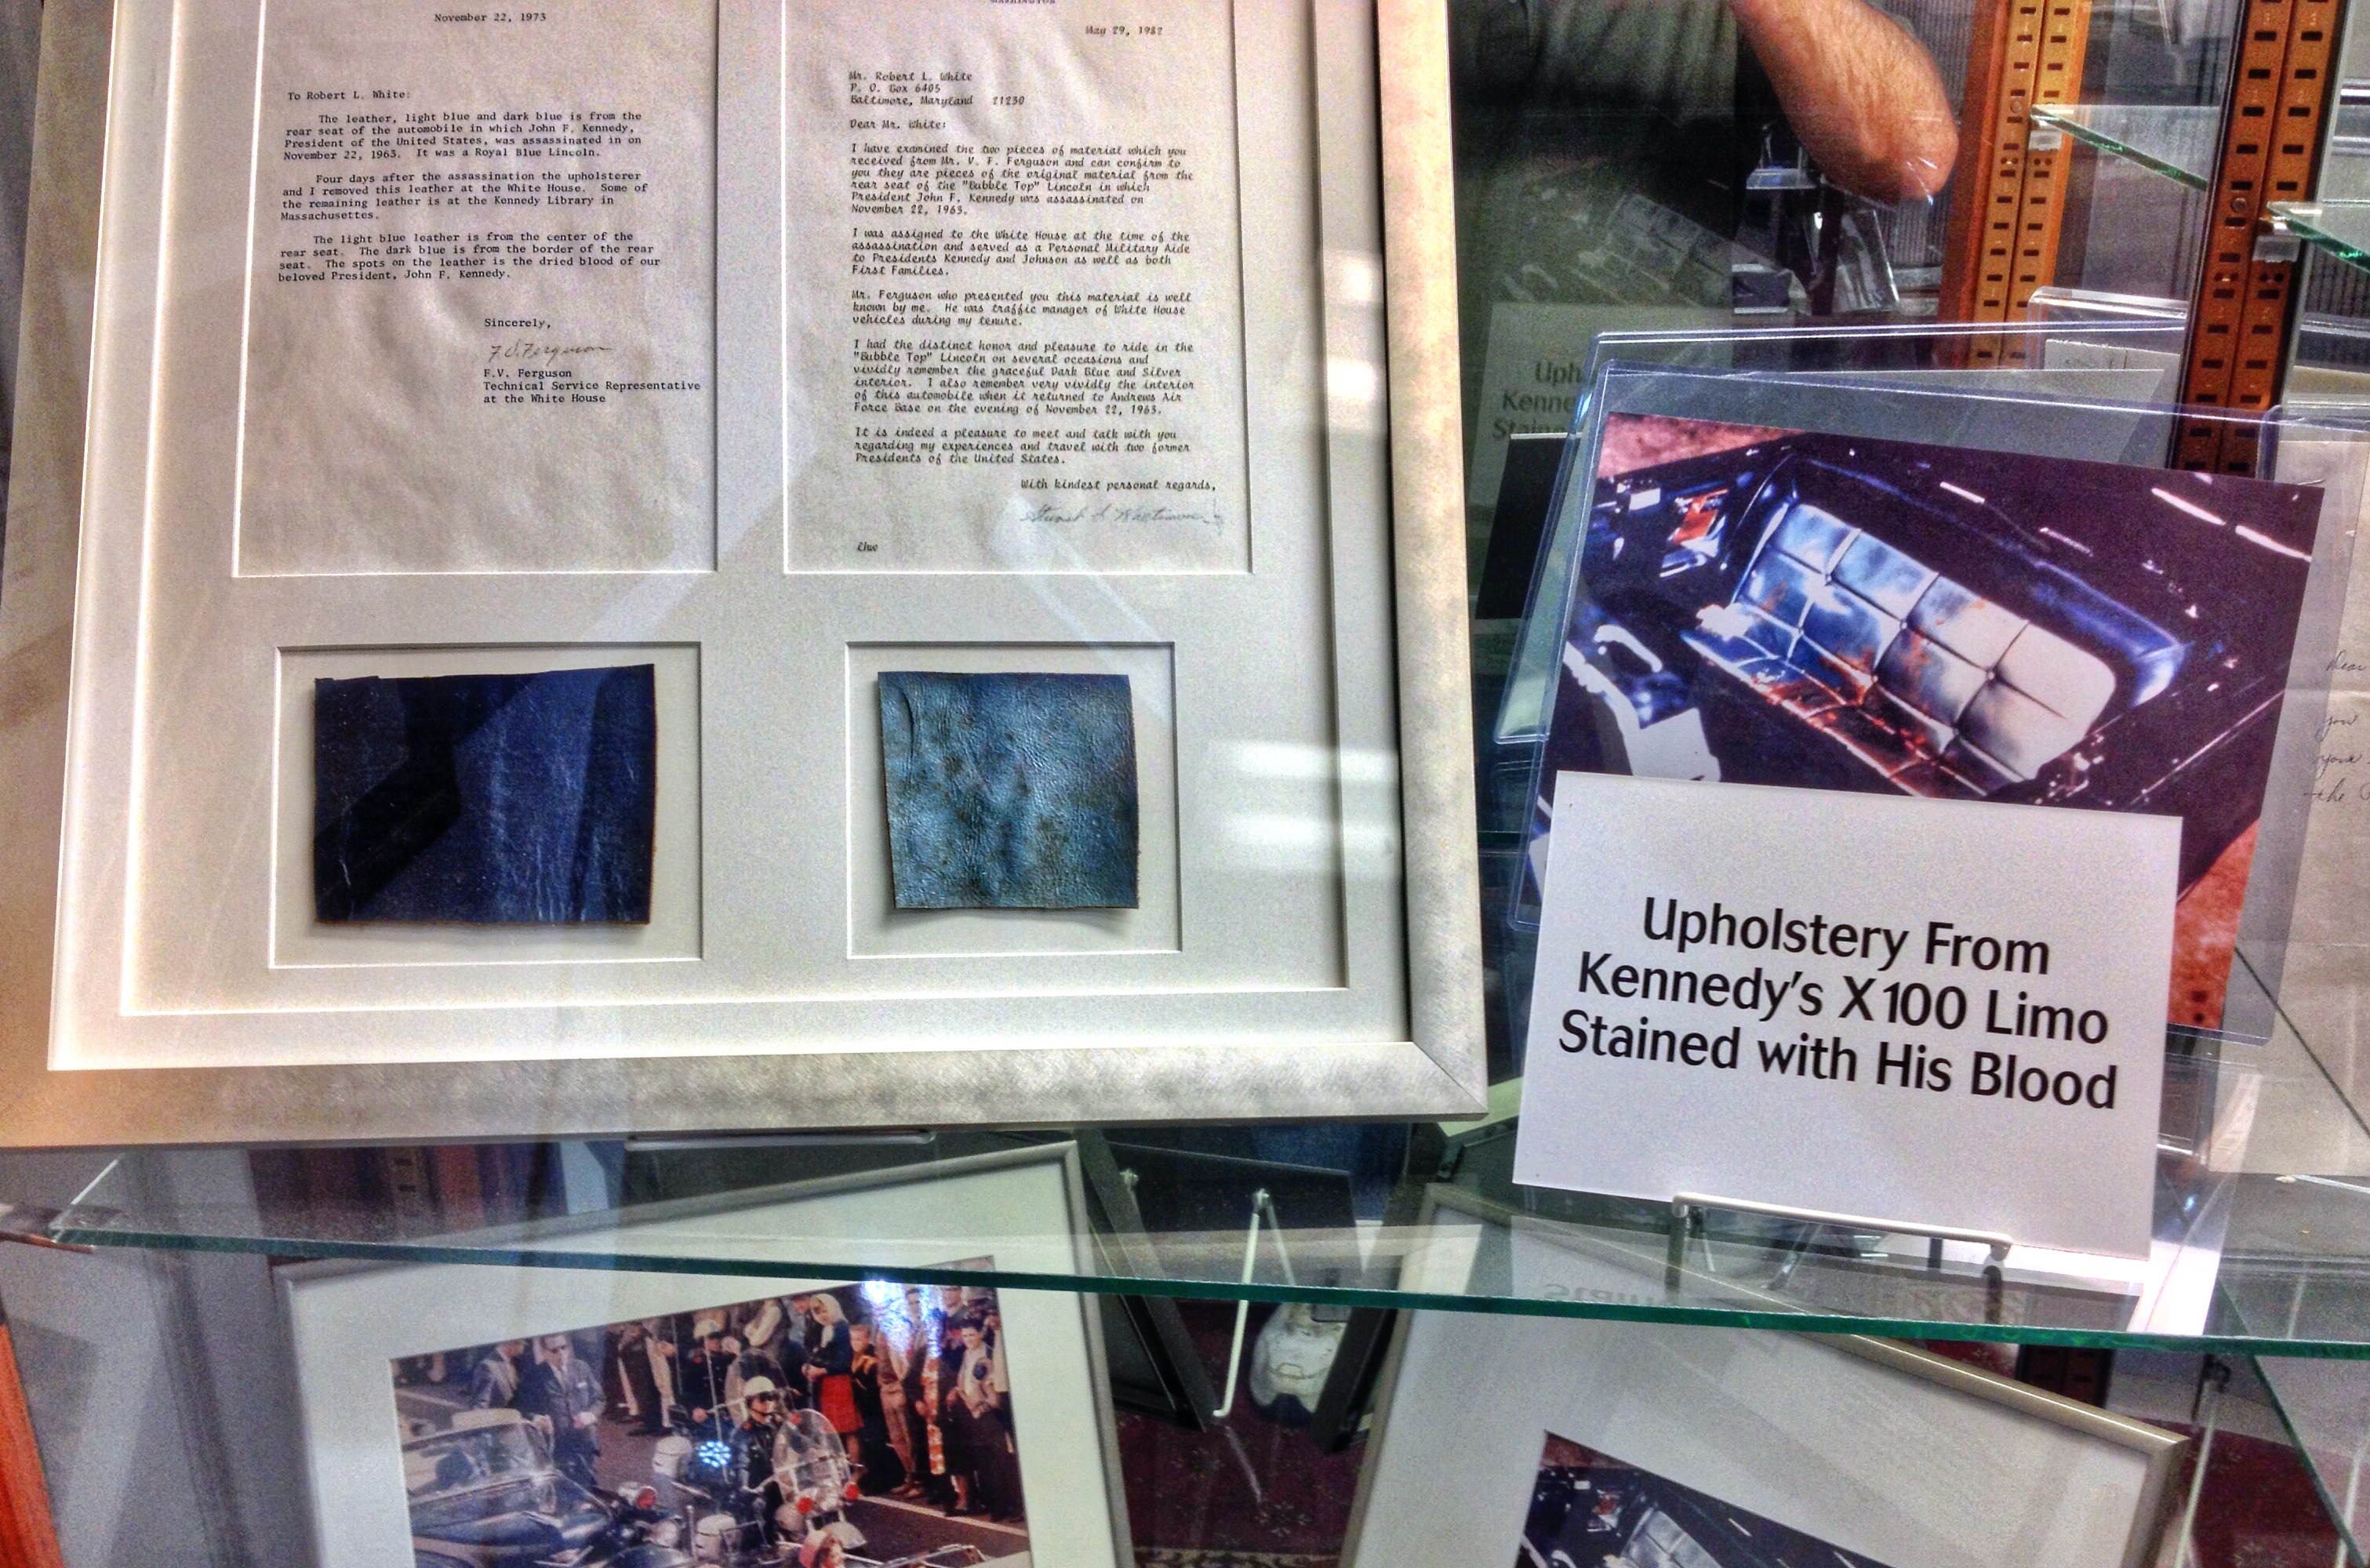 November 22, 1973
To Robert L. White:
The leather, light blue and dark blue is from the
rear seat of the automobile in which John F. Kennedy,
President of the United States, was assassinated in on
November 22, 1963. It was a Royal Blue Lincoln.
Four days after the assassination the upholsterer
and I removed this leather at the White House. Some of
the remaining leather is at the Kennedy Library in
Massachusettes.
The light blue leather is from the center of the
rear seat. The dark blue is from the border of the rear
seat. The spots on the leather is the dried blood of our
beloved President, John F. Kennedy.
Sincerely,
F.V. Ferguson
F.V. Ferguson
Technical Service Representative
at the White House
May 29, 1982
Mr. Robert L. White
P. O. Box 6405
Baltimore, Maryland 21230
Dear Mr. White:
I have examined the two pieces of material which you
received from Mr. V. F. Ferguson and can confirm to
you they are pieces of the original material from the
rear seat of the "Bubble Top" Lincoln in which
President John F. Kennedy was assassinated on
November 22, 1963.
I was assigned to the White House at the time of the
assassination and served as a Personal Military Aide
to Presidents Kennedy and Johnson as well as both
First Families.
Mr. Ferguson who presented you this material is well
known by me. He was traffic manager of White House
vehicles during my tenure.
I had the distinct honor and pleasure to ride in the
"Bubble Top" Lincoln on several occasions and
vividly remember the graceful Dark Blue and Silver
interior. I also remember very vividly the interior
of this automobile when it returned to Andrews Air
Force Base on the evening of November 22, 1963.
It is indeed a pleasure to meet and talk with you
regarding my experiences and travel with two former
Presidents of the United States.
With kindest personal regards,
Upholstery From
Kennedy's X100 Limo
Stained with His Blood
Dear
you
your
the